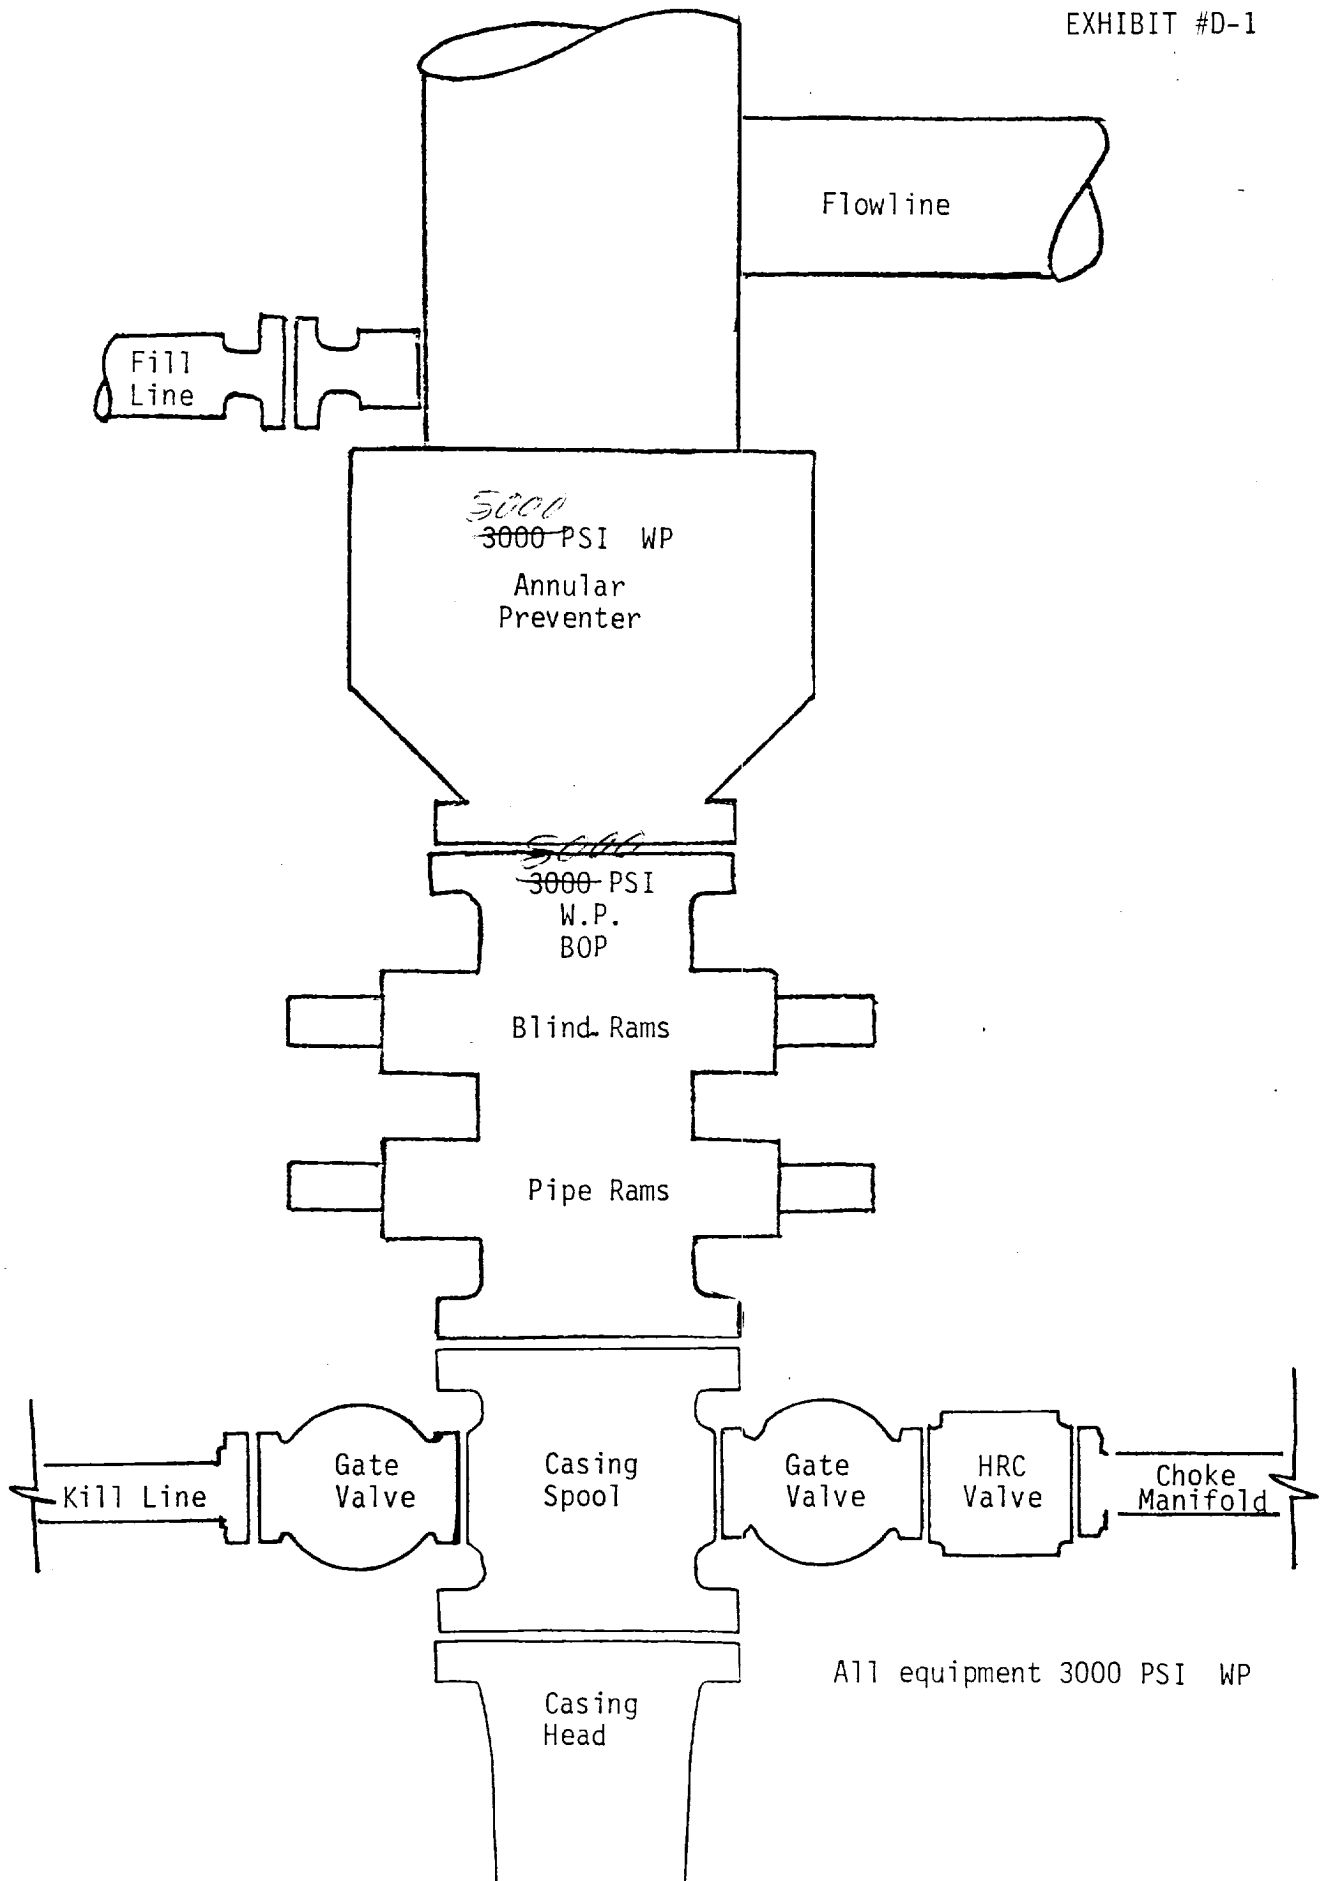 EXHIBIT #D-1
Flowline
Fill
Line
5000
3000 PSI WP
Annular
Preventer
5000
3000 PSI
W.P.
BOP
Blind Rams
Pipe Rams
Kill Line
Gate
Valve
Casing
Spool
Gate
Valve
HRC
Valve
Choke
Manifold
All equipment 3000 PSI WP
Casing
Head